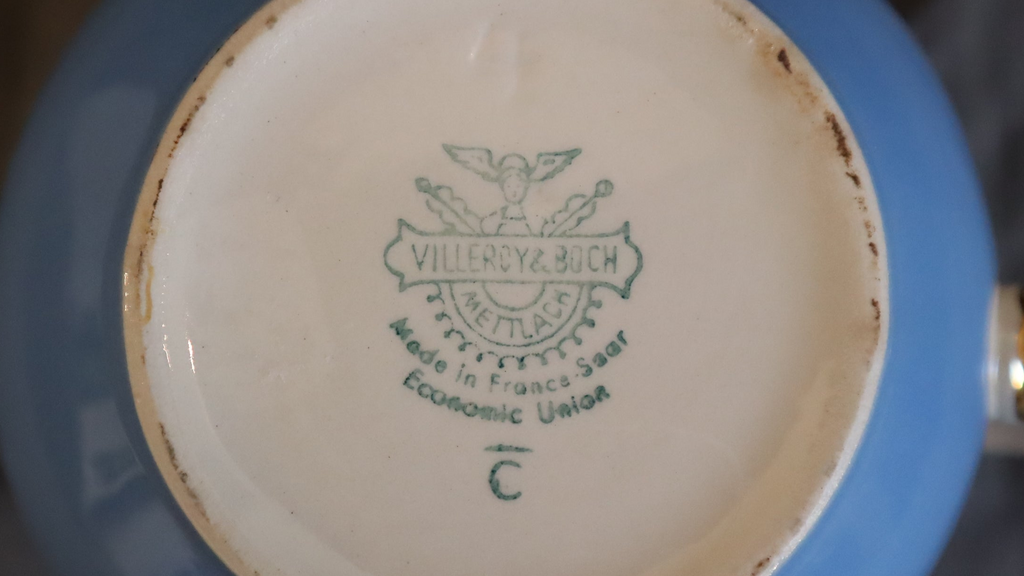 VILLEROY & BOCH
METTLACH
Made in France-Saar
Economic Union
C